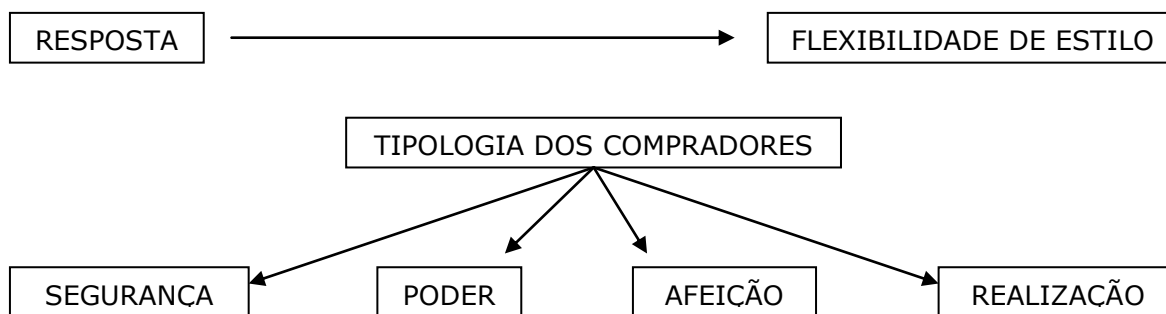 RESPOSTA FLEXIBILIDADE DE ESTILO
TIPOLOGIA DOS COMPRADORES
SEGURANÇA PODER AFEIÇÃO REALIZAÇÃO